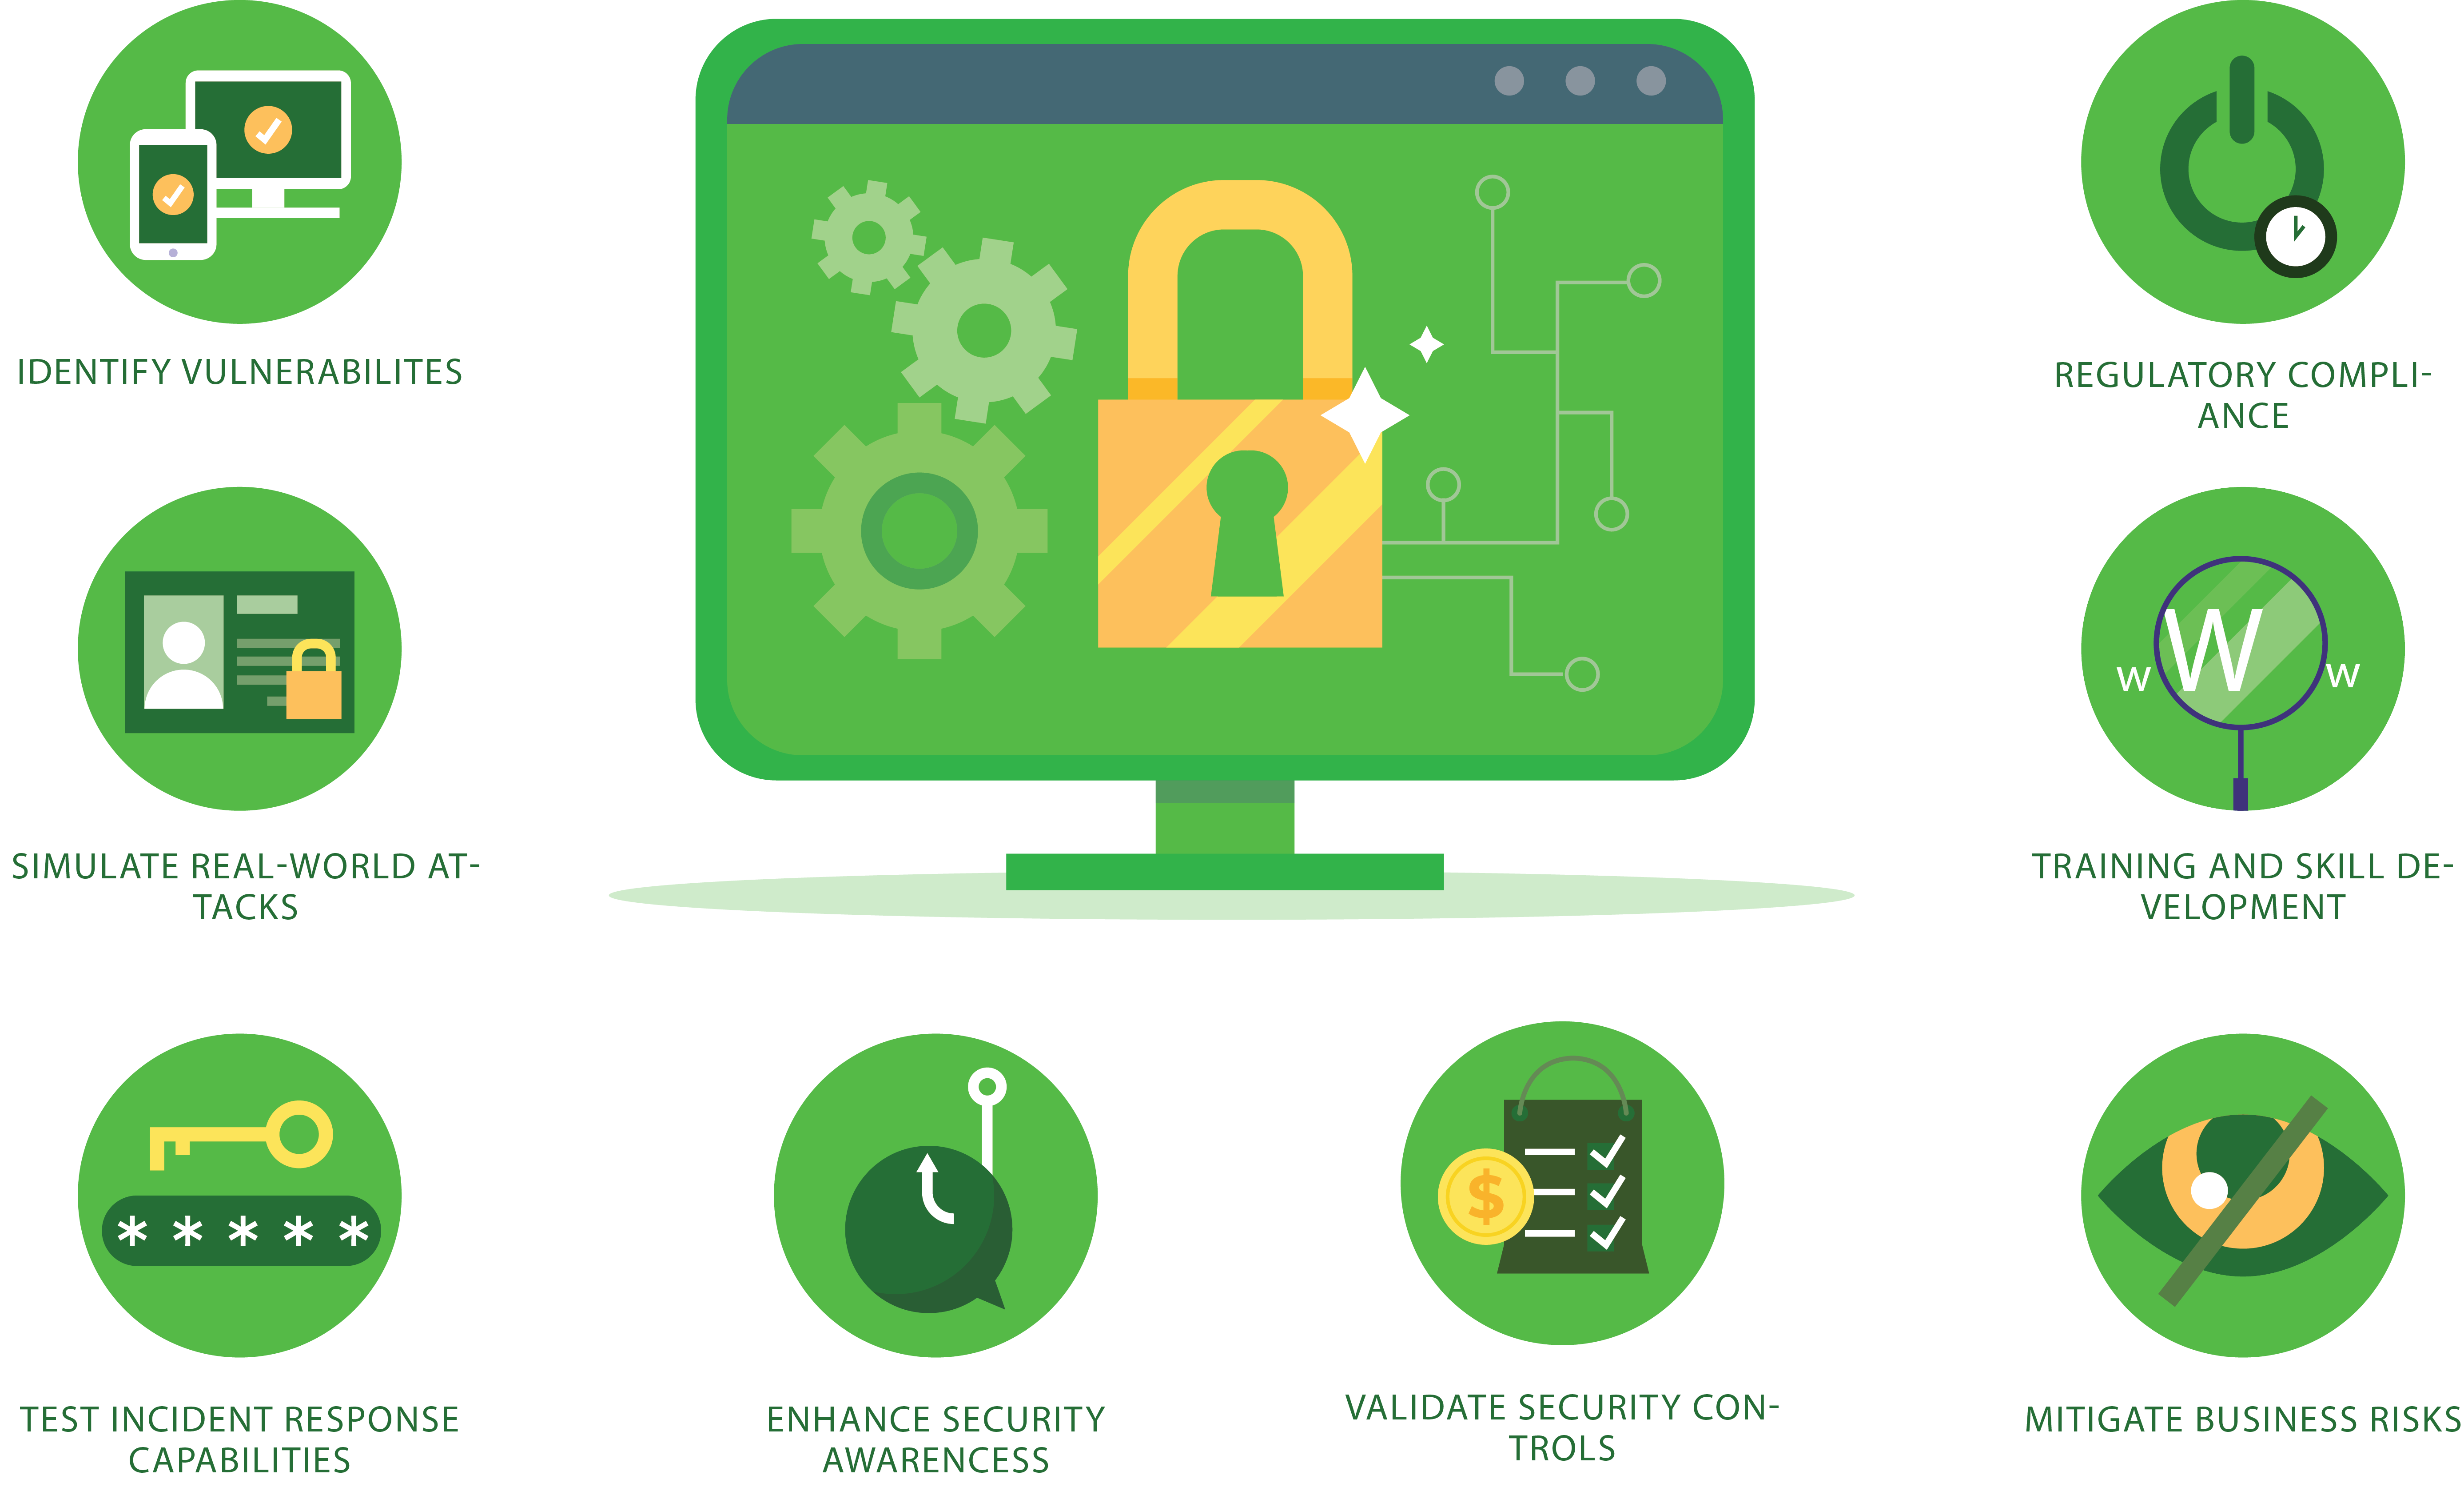 IDENTIFY VULNERABILITES
REGULATORY COMPLI-
ANCE
W
W
W
SIMULATE REAL-WORLD AT-
TACKS
TRAINING AND SKILL DE-
VELOPMENT
* * * * *
$
TEST INCIDENT RESPONSE
CAPABILITIES
ENHANCE SECURITY
AWARENCESS
VALIDATE SECURITY CON-
TROLS
MITIGATE BUSINESS RISKS